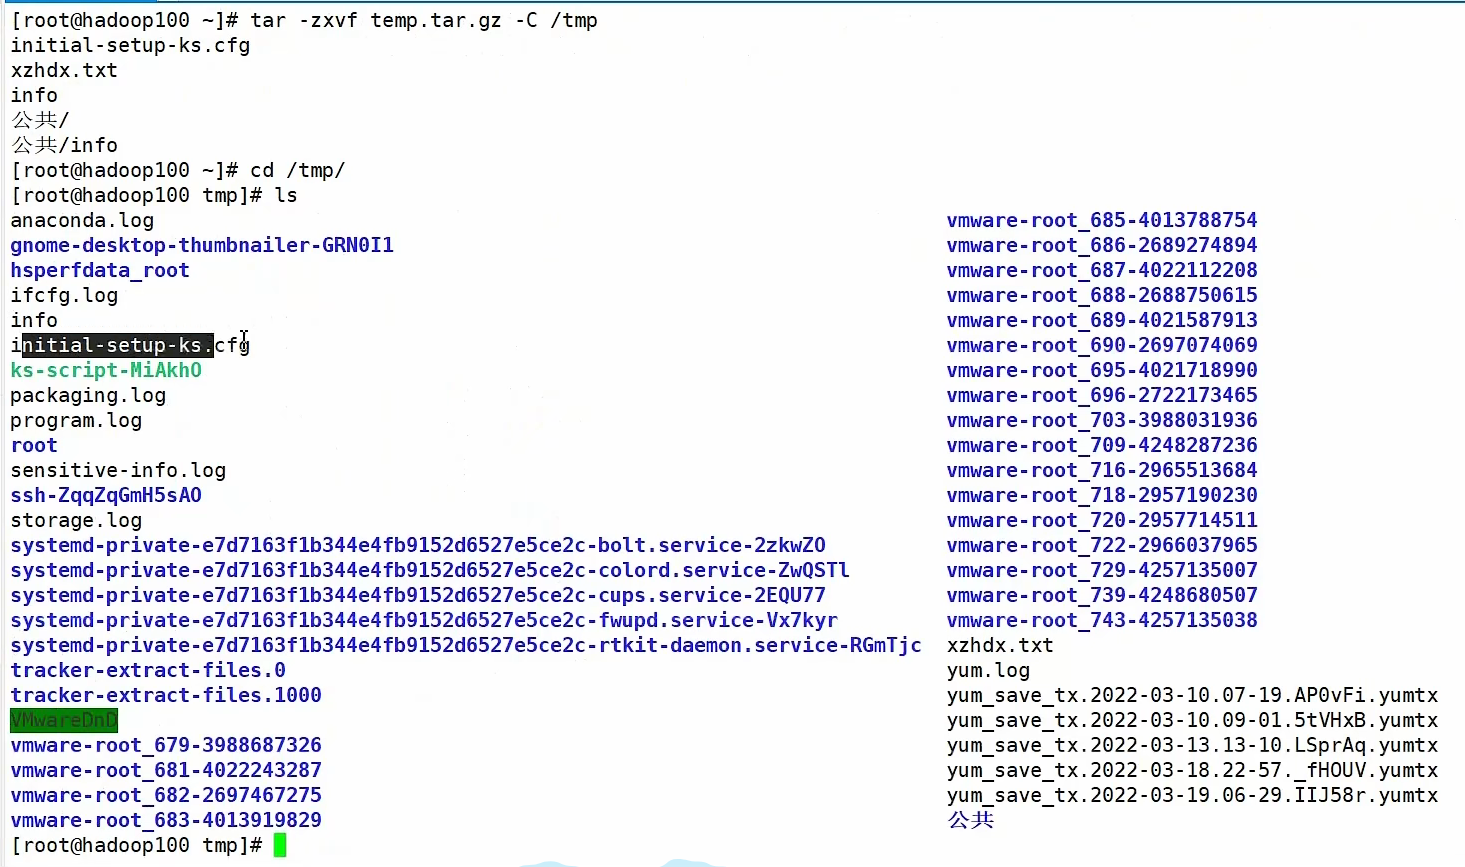 [root@hadoop100 ~]# tar -zxvf temp.tar.gz -C /tmp
initial-setup-ks.cfg
xzhdx.txt
info
公共/
公共/info
[root@hadoop100 ~]# cd /tmp/
[root@hadoop100 tmp]# ls
anaconda.log vmware-root_685-4013788754
gnome-desktop-thumbnailer-GRN0I1 vmware-root_686-2689274894
hsperfdata_root vmware-root_687-4022112208
ifcfg.log vmware-root_688-2688750615
info vmware-root_689-4021587913
initial-setup-ks.cfg vmware-root_690-2697074069
ks-script-MiAkhO vmware-root_695-4021718990
packaging.log vmware-root_696-2722173465
program.log vmware-root_703-3988031936
root vmware-root_709-4248287236
sensitive-info.log vmware-root_716-2965513684
ssh-ZqqZqGmH5sAO vmware-root_718-2957190230
storage.log vmware-root_720-2957714511
systemd-private-e7d7163f1b344e4fb9152d6527e5ce2c-bolt.service-2zkwZO vmware-root_722-2966037965
systemd-private-e7d7163f1b344e4fb9152d6527e5ce2c-colord.service-ZwQSTl vmware-root_729-4257135007
systemd-private-e7d7163f1b344e4fb9152d6527e5ce2c-cups.service-2EQU77 vmware-root_739-4248680507
systemd-private-e7d7163f1b344e4fb9152d6527e5ce2c-fwupd.service-Vx7kyr vmware-root_743-4257135038
systemd-private-e7d7163f1b344e4fb9152d6527e5ce2c-rtkit-daemon.service-RGmTjc xzhdx.txt
tracker-extract-files.0 yum.log
tracker-extract-files.1000 yum_save_tx.2022-03-10.07-19.AP0vFi.yumtx
VMwareDnD yum_save_tx.2022-03-10.09-01.5tVHxB.yumtx
vmware-root_679-3988687326 yum_save_tx.2022-03-13.13-10.LSprAq.yumtx
vmware-root_681-4022243287 yum_save_tx.2022-03-18.22-57._fHOUV.yumtx
vmware-root_682-2697467275 yum_save_tx.2022-03-19.06-29.IIJ58r.yumtx
vmware-root_683-4013919829 公共
[root@hadoop100 tmp]#